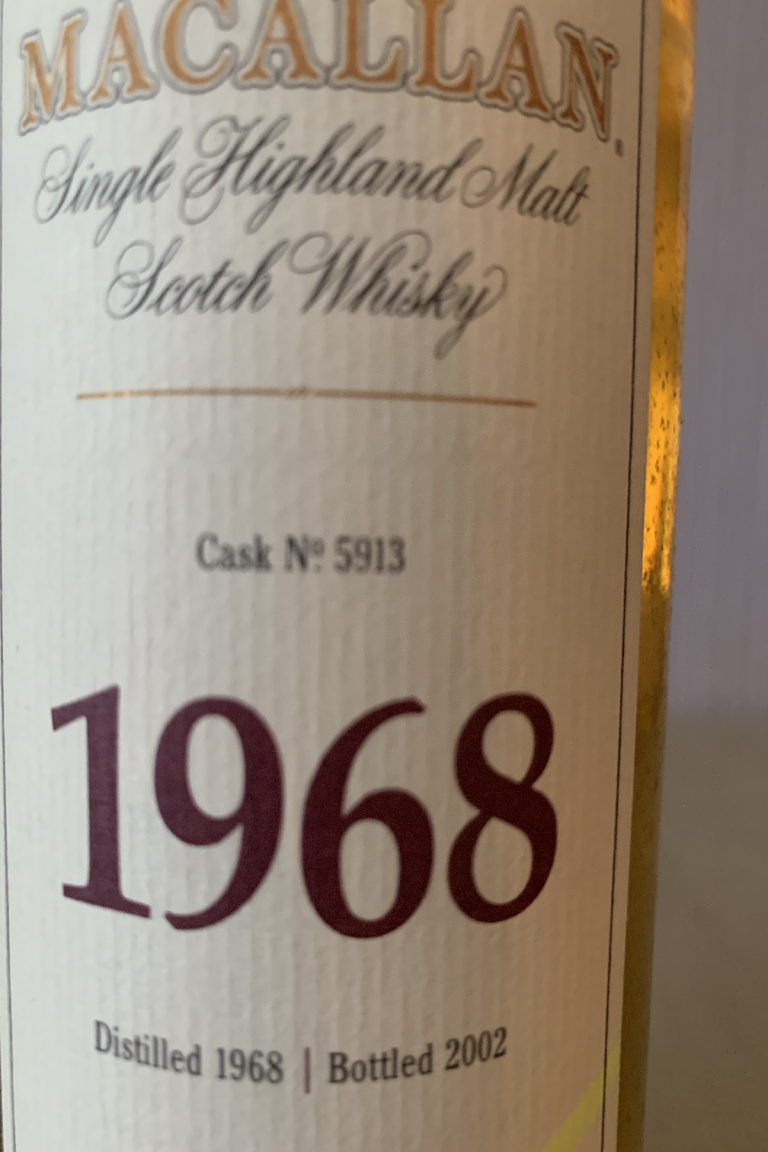 MACALLAN
Single Highland Malt
Scotch Whisky
Cask Nº 5913
1968
Distilled 1968 | Bottled 2002